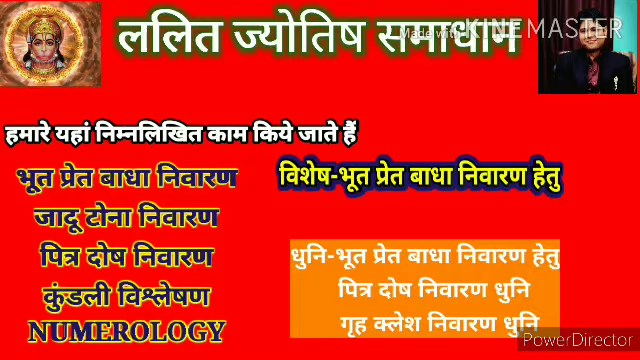 ललित ज्योतिष समाधान
Made with KINEMASTER
हमारे यहां निम्नलिखित काम किये जाते हैं
भूत प्रेत बाधा निवारण
जादू टोना निवारण
पित्र दोष निवारण
कुंडली विश्लेषण
NUMEROLOGY
विशेष-भूत प्रेत बाधा निवारण हेतु
धुनि-भूत प्रेत बाधा निवारण हेतु
पित्र दोष निवारण धुनि
गृह क्लेश निवारण धुनि
PowerDirector